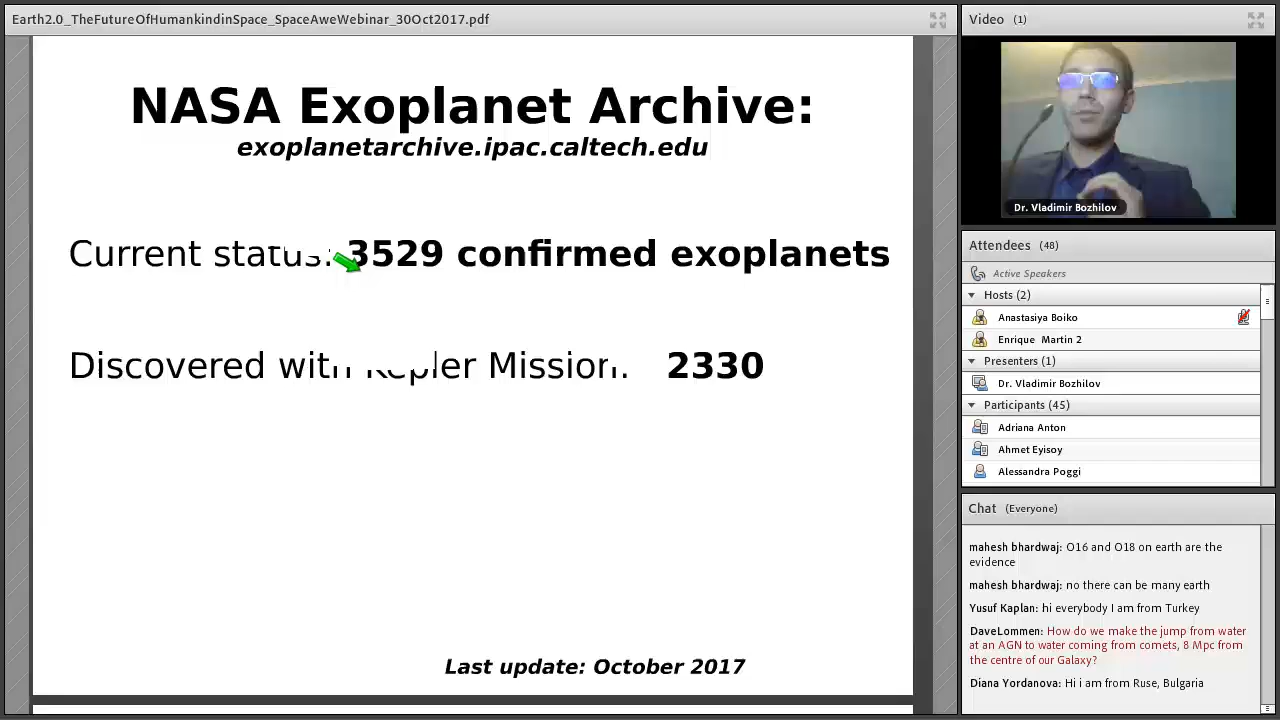 Earth2.0_TheFutureOfHumankindinSpace_SpaceAweWebinar_30Oct2017.pdf
NASA Exoplanet Archive:
exoplanetarchive.ipac.caltech.edu
Current status: 3529 confirmed exoplanets
Discovered with Kepler Mission: 2330
Last update: October 2017
Video (1)
Dr. Vladimir Bozhilov
Attendees (48)
Active Speakers
Hosts (2)
Anastasiya Boiko
Enrique Martin 2
Presenters (1)
Dr. Vladimir Bozhilov
Participants (45)
Adriana Anton
Ahmet Eyisoy
Alessandra Poggi
Chat (Everyone)
mahesh bhardwaj: O16 and O18 on earth are the
evidence
mahesh bhardwaj: no there can be many earth
Yusuf Kaplan: hi everybody I am from Turkey
DaveLommen: How do we make the jump from water
at an AGN to water coming from comets, 8 Mpc from
the centre of our Galaxy?
Diana Yordanova: Hi i am from Ruse, Bulgaria